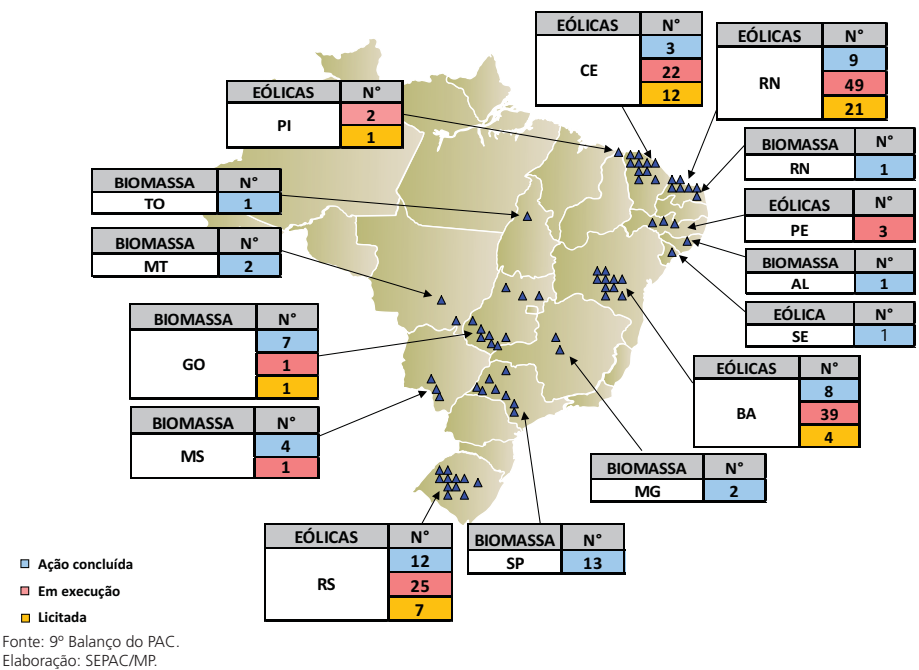 EÓLICAS N°
CE
3
22
12
EÓLICAS N°
RN
9
49
21
EÓLICAS N°
PI
2
1
BIOMASSA N°
RN 1
BIOMASSA N°
TO 1
EÓLICAS N°
PE 3
BIOMASSA N°
MT 2
BIOMASSA N°
AL 1
EÓLICA N°
SE 1
BIOMASSA N°
GO
7
1
1
EÓLICAS N°
BA
8
39
4
BIOMASSA N°
MS
4
1
BIOMASSA N°
MG 2
EÓLICAS N°
RS
12
25
7
BIOMASSA N°
SP 13
Ação concluída
Em execução
Licitada
Fonte: 9º Balanço do PAC.
Elaboração: SEPAC/MP.